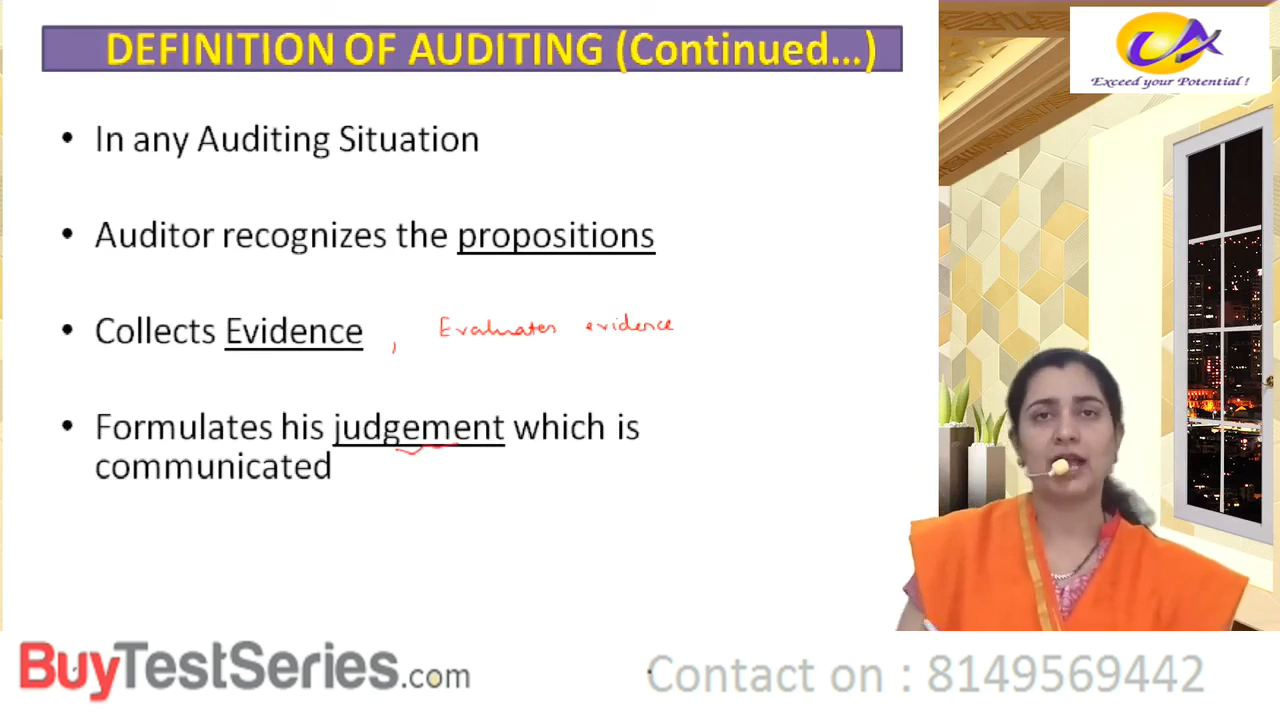 DEFINITION OF AUDITING (Continued...)
Exceed your Potential !
• In any Auditing Situation
• Auditor recognizes the propositions
• Collects Evidence , Evaluates evidence
• Formulates his judgement which is
communicated
BuyTestSeries.com
Contact on : 8149569442